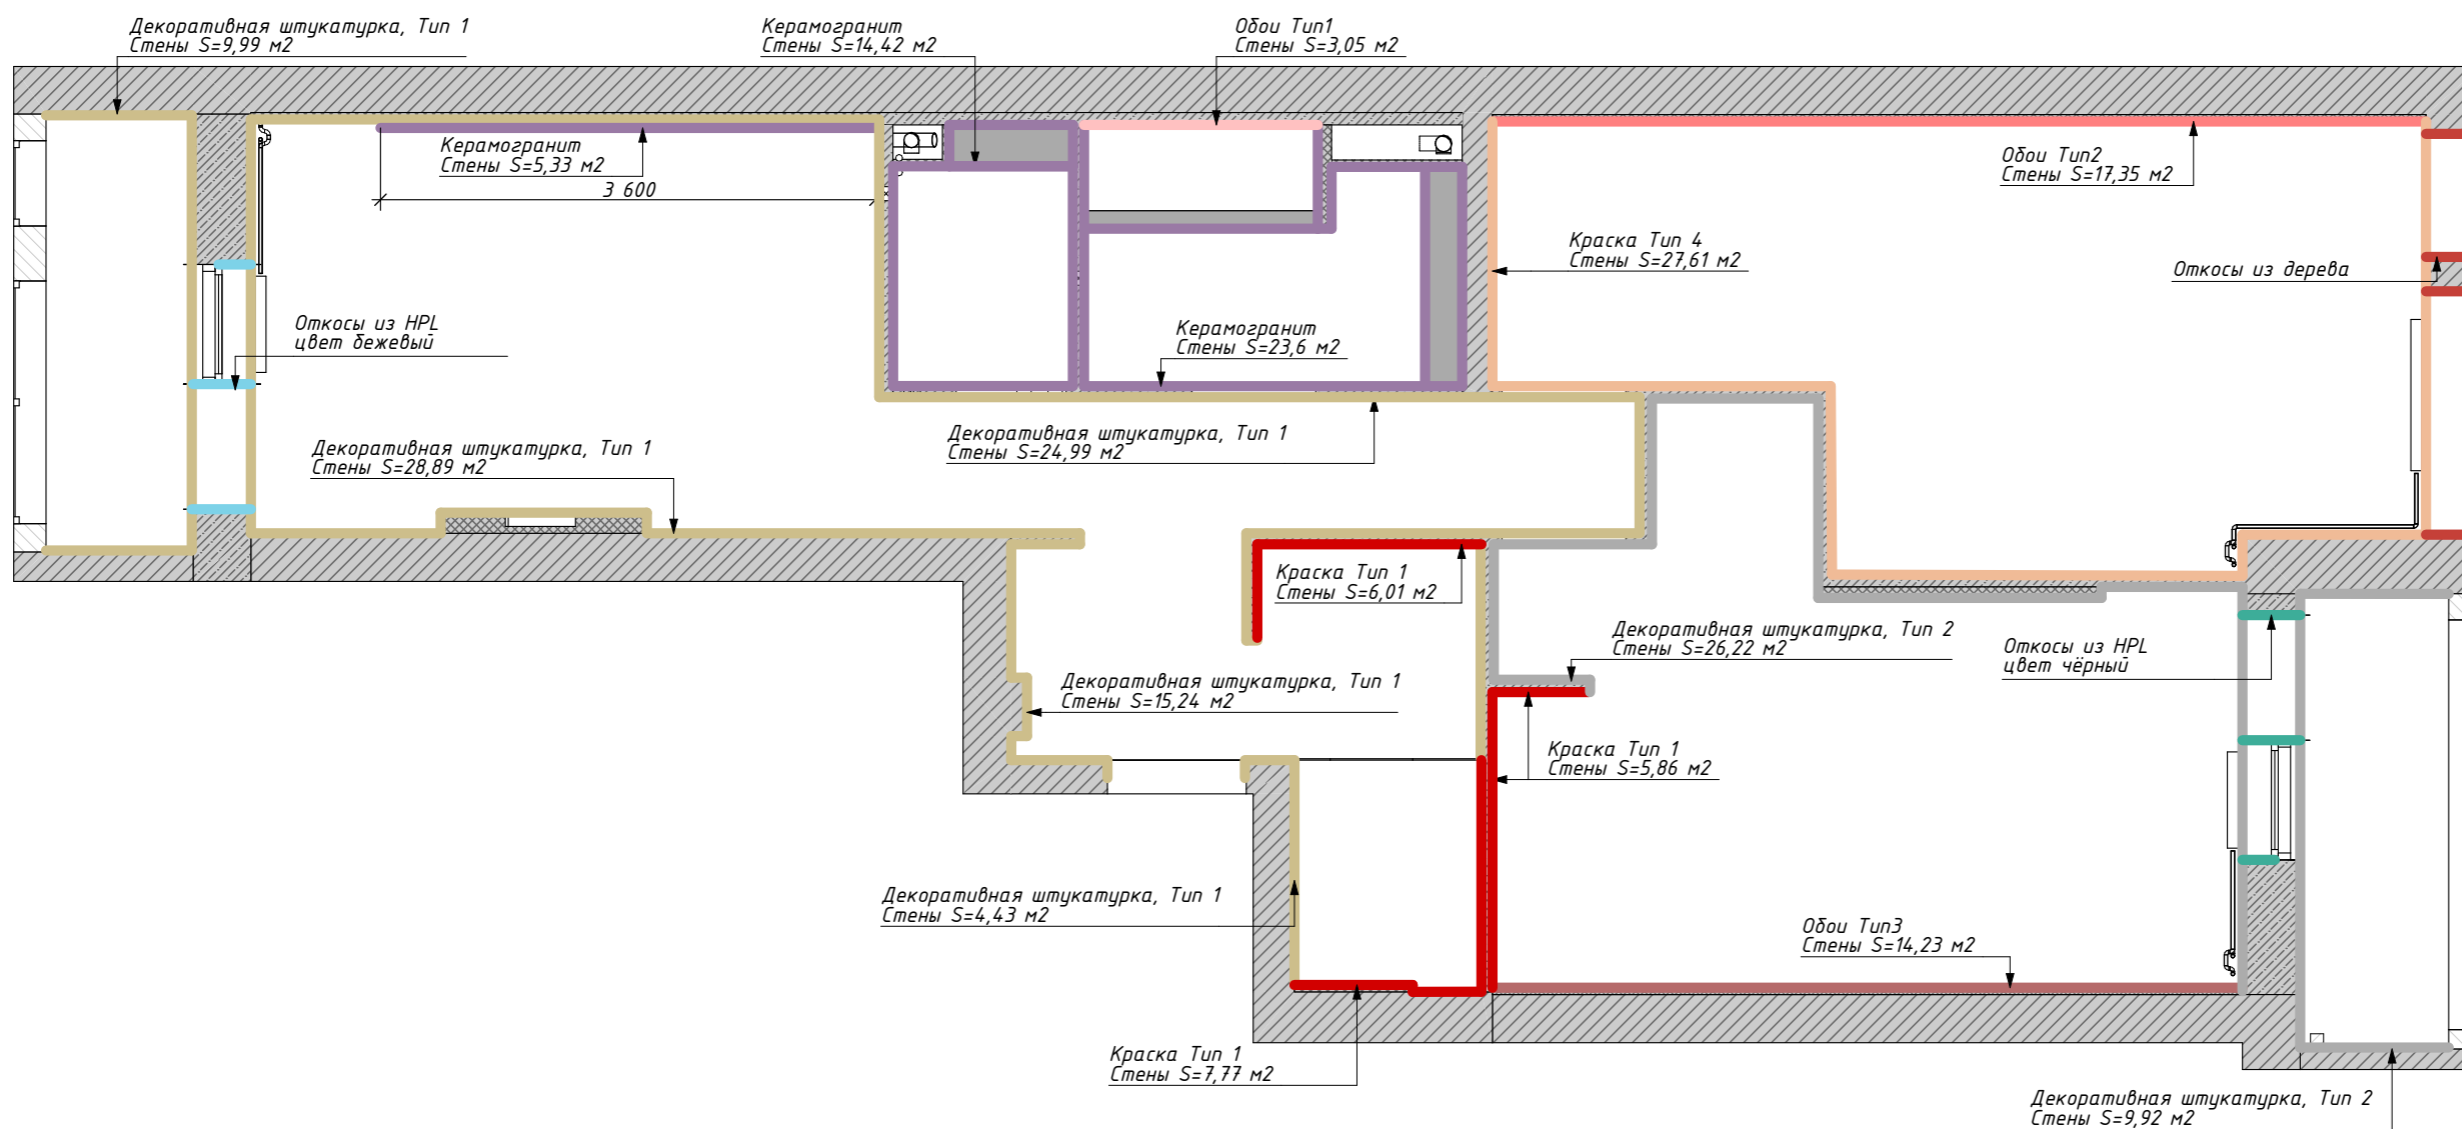 Декоративная штукатурка, Тип 1
Стены S=9,99 м2
Керамогранит
Стены S=14,42 м2
Обои Тип1
Стены S=3,05 м2
Керамогранит
Стены S=5,33 м2
3 600
Обои Тип2
Стены S=17,35 м2
Краска Тип 4
Стены S=27,61 м2
Откосы из дерева
Откосы из HPL
цвет бежевый
Керамогранит
Стены S=23,6 м2
Декоративная штукатурка, Тип 1
Стены S=28,89 м2
Декоративная штукатурка, Тип 1
Стены S=24,99 м2
Краска Тип 1
Стены S=6,01 м2
Декоративная штукатурка, Тип 2
Стены S=26,22 м2
Откосы из HPL
цвет чёрный
Декоративная штукатурка, Тип 1
Стены S=15,24 м2
Краска Тип 1
Стены S=5,86 м2
Декоративная штукатурка, Тип 1
Стены S=4,43 м2
Обои Тип3
Стены S=14,23 м2
Краска Тип 1
Стены S=7,77 м2
Декоративная штукатурка, Тип 2
Стены S=9,92 м2